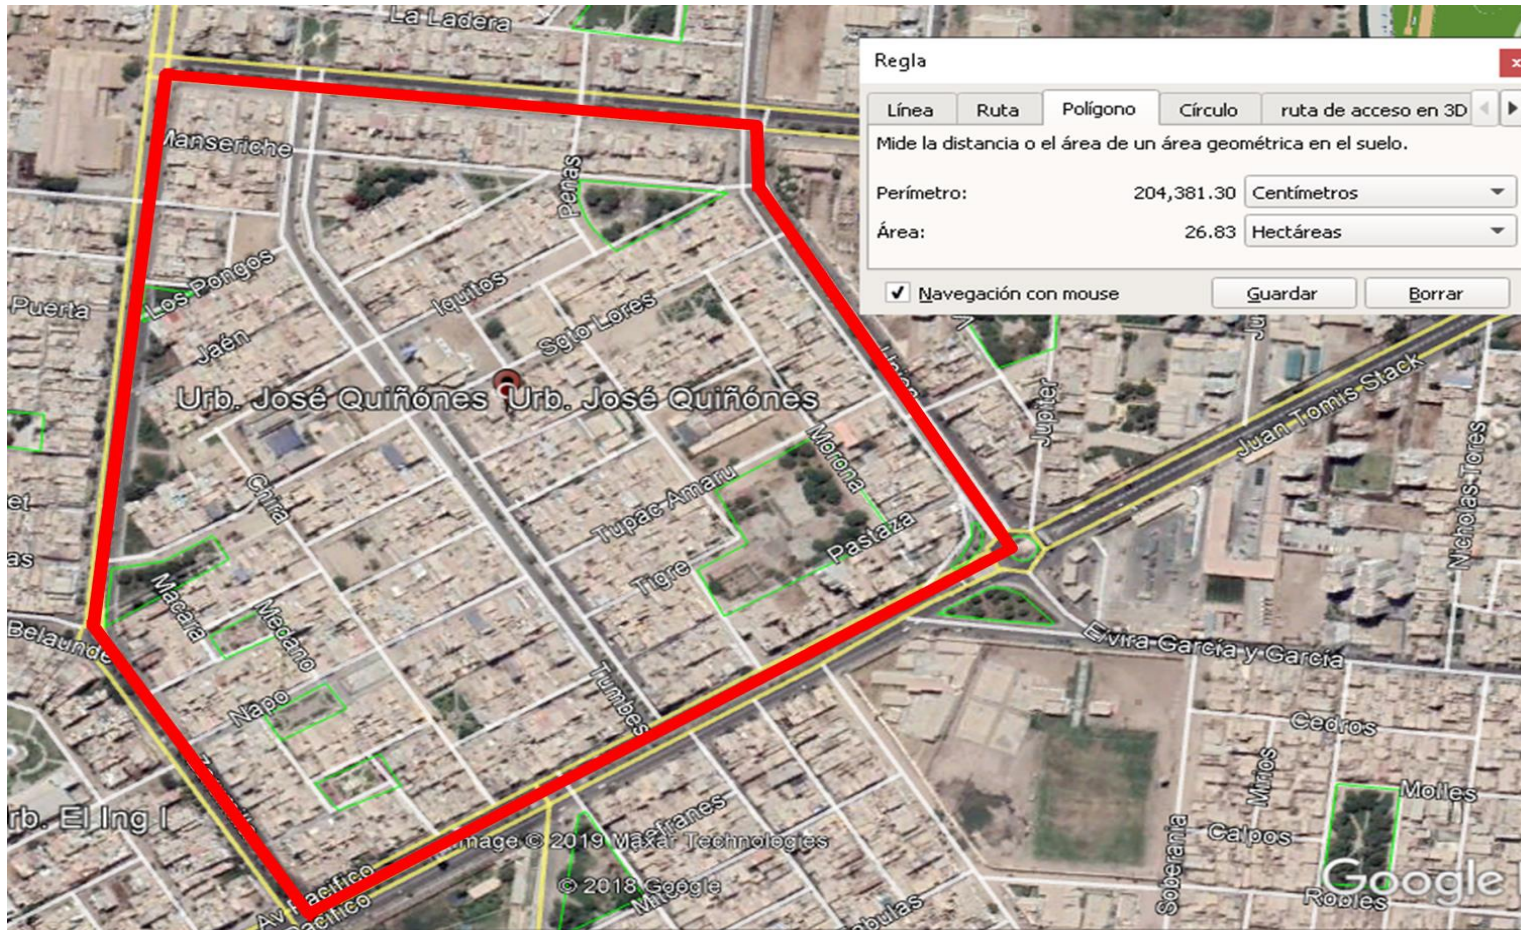 La Ladera
Regla
Línea
Ruta
Polígono
Círculo
ruta de acceso en 3D
Mide la distancia o el área de un área geométrica en el suelo.
Perímetro:
204,381.30
Centímetros
Área:
26.83
Hectáreas
Navegación con mouse
Guardar
Borrar
Manseriche
Penas
Los Pongos
Puerta
Iquitos
Sgto Lores
Jaén
Urb. José Quiñónes
Urb. José Quiñónes
Juan Tomis Stack
Jupiter
Morona
Nicholas Tores
Chira
Tupac Amaru
Pastaza
Tigre
as
Macara
Medano
Belaunde
Elvira García y García
Tumbes
Napo
Cedros
Mirtos
Molles
rb. El Ing I
Calpos
Image © 2019 Maxar Technologies
Soberania
© 2018 Google
Google
Av Pacifico
Pacifico
Robles